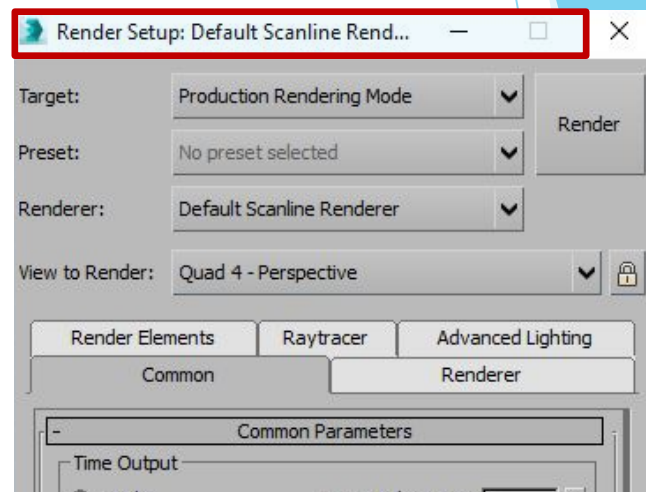 Render Setup: Default Scanline Rend...
Target: Production Rendering Mode
Render
Preset: No preset selected
Renderer: Default Scanline Renderer
View to Render: Quad 4 - Perspective
Render Elements Raytracer Advanced Lighting
Common Renderer
- Common Parameters
Time Output